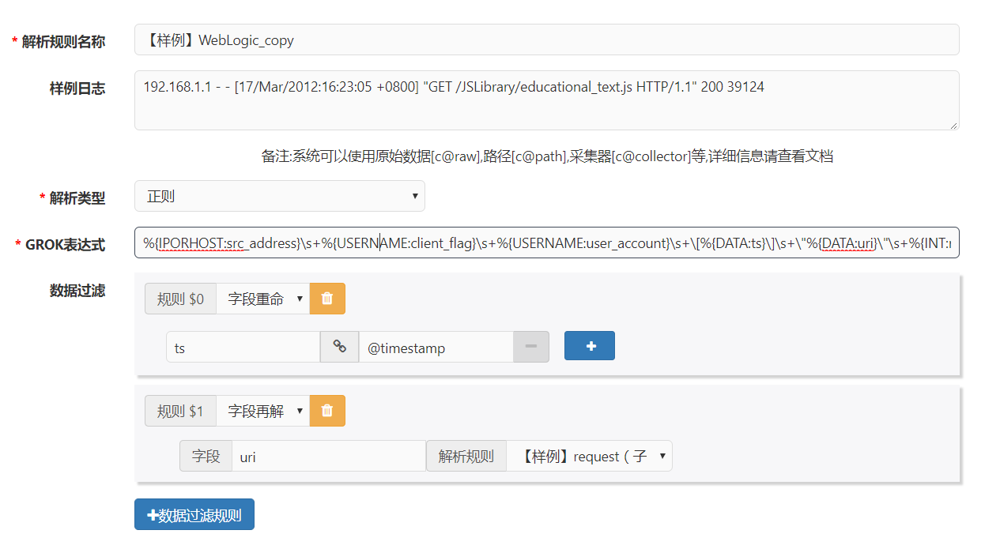 * 解析规则名称 【样例】WebLogic_copy
样例日志 192.168.1.1 - - [17/Mar/2012:16:23:05 +0800] "GET /JSLibrary/educational_text.js HTTP/1.1" 200 39124
备注:系统可以使用原始数据[c@raw],路径[c@path],采集器[c@collector]等,详细信息请查看文档
* 解析类型 正则
* GROK表达式 %{IPORHOST:src_address}\s+%{USERNAME:client_flag}\s+%{USERNAME:user_account}\s+\[%{DATA:ts}\]\s+\"%{DATA:uri}\"\s+%{INT:
数据过滤
规则 $0 字段重命
ts @timestamp
规则 $1 字段再解
字段 uri 解析规则 【样例】request ( 子
数据过滤规则